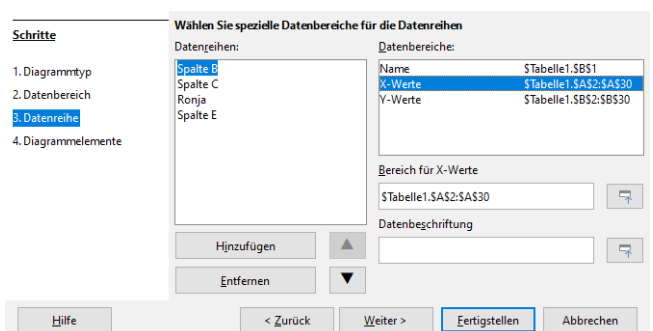 Schritte
1. Diagrammtyp
2. Datenbereich
3. Datenreihe
4. Diagrammelemente
Wählen Sie spezielle Datenbereiche für die Datenreihen
Datenreihen:
Spalte B
Spalte C
Ronja
Spalte E
Hinzufügen
Entfernen
Datenbereiche:
Name $Tabelle1.$B$1
X-Werte $Tabelle1.$A$2:$A$30
Y-Werte $Tabelle1.$B$2:$B$30
Bereich für X-Werte
$Tabelle1.$A$2:$A$30
Datenbeschriftung
Hilfe
< Zurück
Weiter >
Fertigstellen
Abbrechen